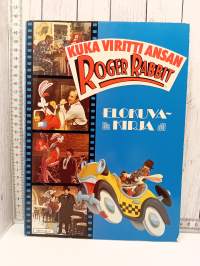 KUKA VIRITTI ANSAN
ROGER RABBIT
ELOKUVA-
KIRJA